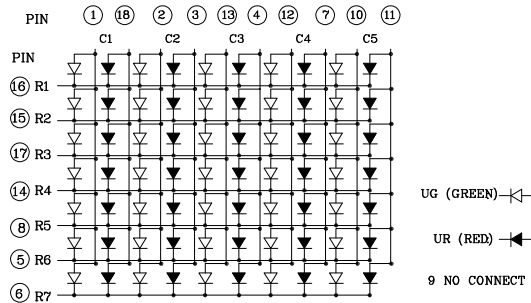 PIN 1 18 2 3 13 4 12 7 10 11
C1 C2 C3 C4 C5
PIN
16 R1
15 R2
17 R3
14 R4
8 R5
5 R6
6 R7
UG (GREEN)
UR (RED)
9 NO CONNECT